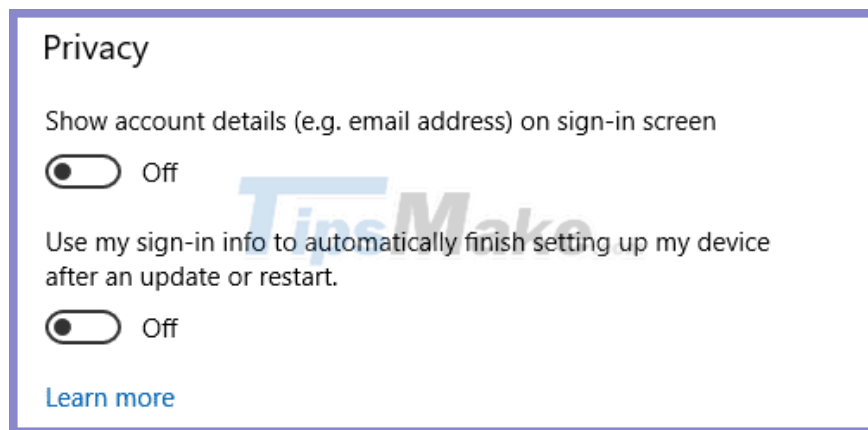 Privacy
Show account details (e.g. email address) on sign-in screen
Off
TipsMake
Use my sign-in info to automatically finish setting up my device
after an update or restart.
Off
Learn more